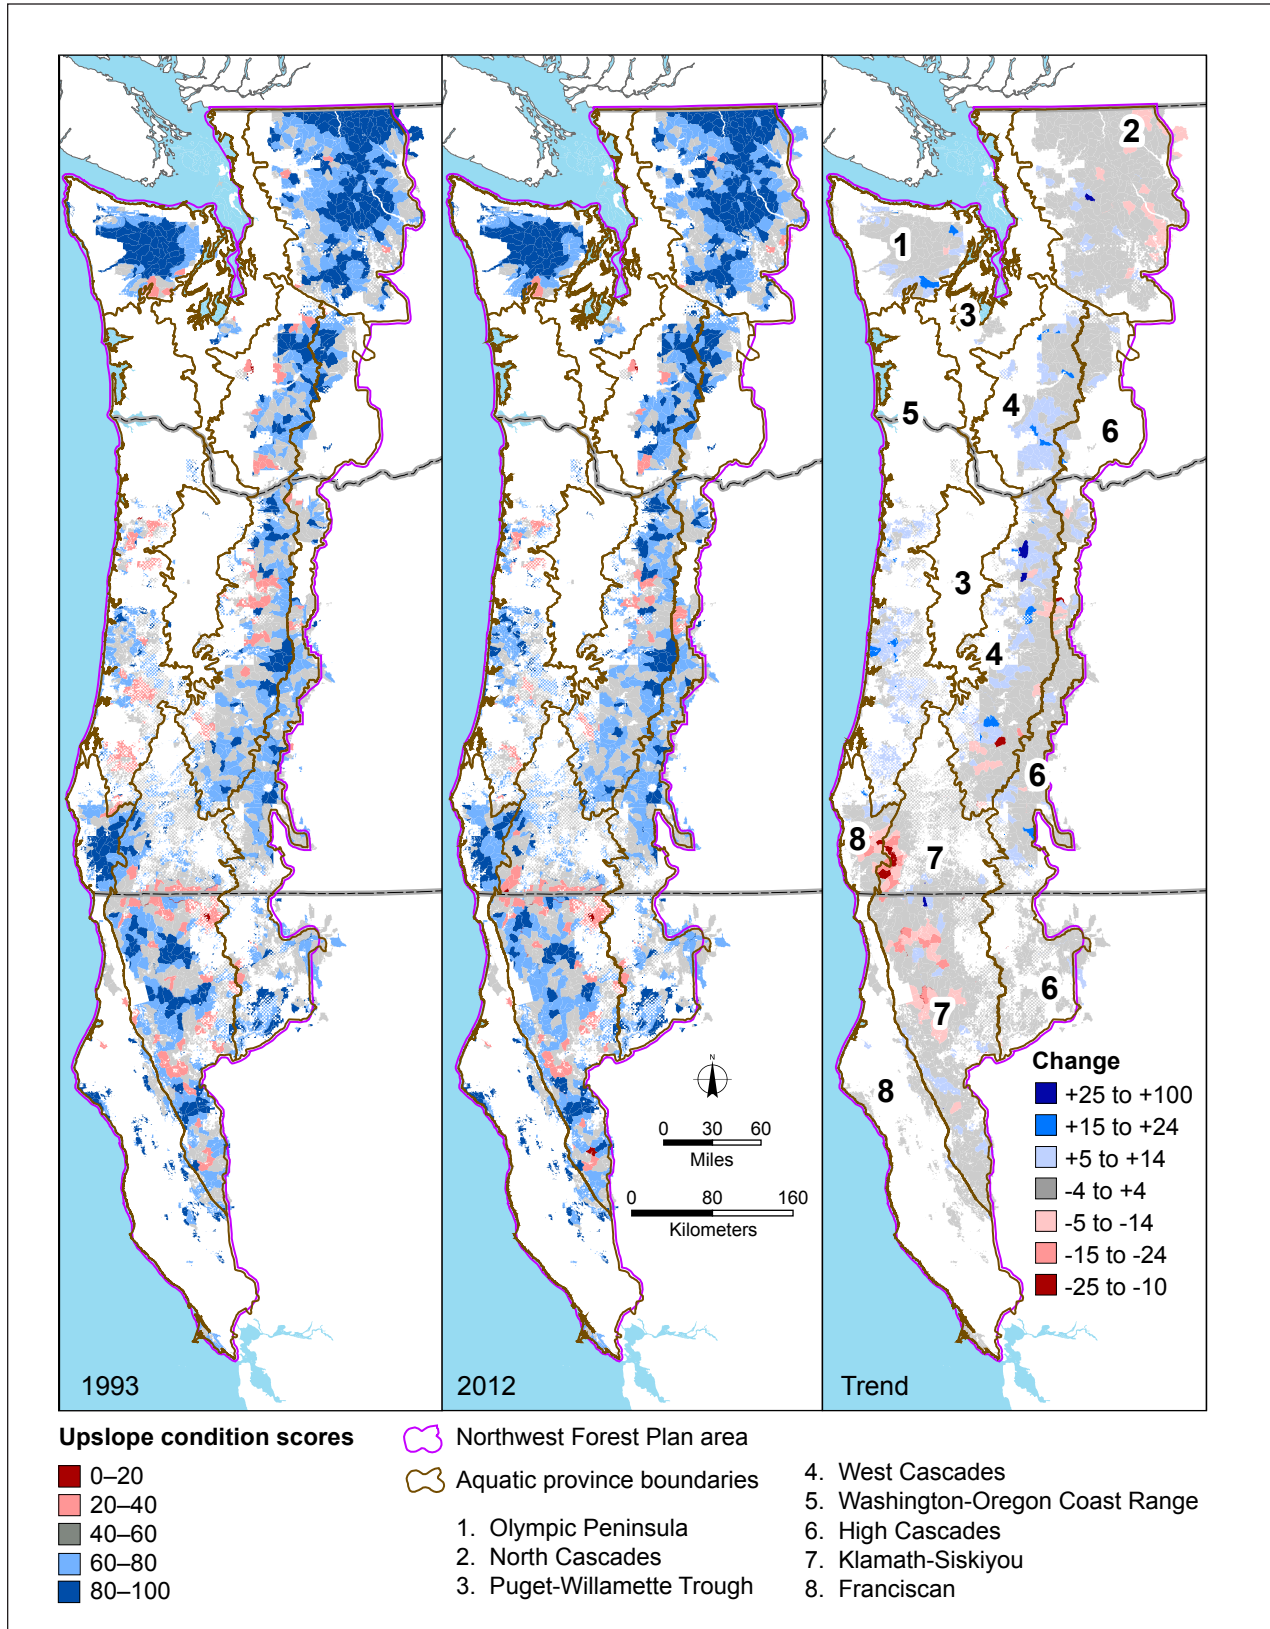 2
1
3
5
4
6
3
4
6
8
7
7
6
8
N
0 30 60
Miles
0 80 160
Kilometers
Change
+25 to +100
+15 to +24
+5 to +14
-4 to +4
-5 to -14
-15 to -24
-25 to -10
1993
2012
Trend
Upslope condition scores
0–20
20–40
40–60
60–80
80–100
Northwest Forest Plan area
Aquatic province boundaries
1. Olympic Peninsula
2. North Cascades
3. Puget-Willamette Trough
4. West Cascades
5. Washington-Oregon Coast Range
6. High Cascades
7. Klamath-Siskiyou
8. Franciscan